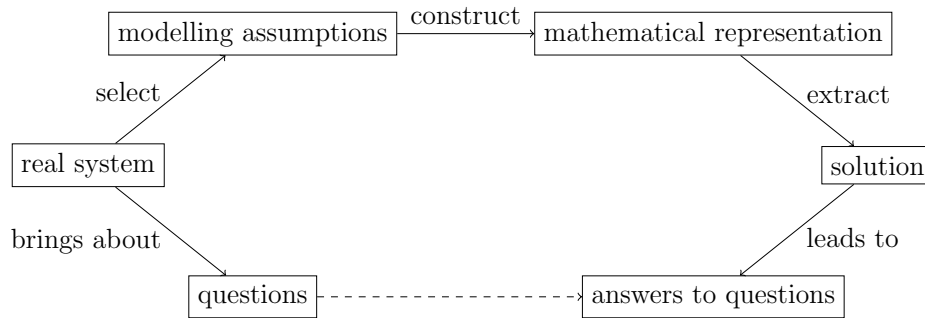 modelling assumptions
construct
mathematical representation
select
extract
real system
solution
brings about
leads to
questions
answers to questions